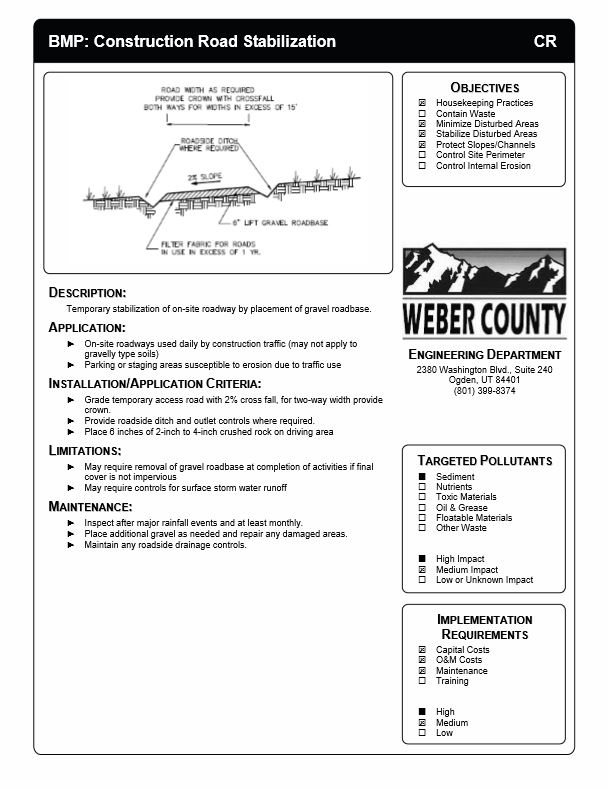 BMP: Construction Road Stabilization CR
ROAD WIDTH AS REQUIRED
PROVIDE CROWN WITH CROSSFALL
BOTH WAYS FOR WIDTHS IN EXCESS OF 15'
ROADSIDE DITCH
WHERE REQUIRED
2% SLOPE
6" LIFT GRAVEL ROADBASE
FILTER FABRIC FOR ROADS
IN USE IN EXCESS OF 1 YR.
DESCRIPTION:
Temporary stabilization of on-site roadway by placement of gravel roadbase.
APPLICATION:
► On-site roadways used daily by construction traffic (may not apply to
gravelly type soils)
► Parking or staging areas susceptible to erosion due to traffic use
INSTALLATION/APPLICATION CRITERIA:
► Grade temporary access road with 2% cross fall, for two-way width provide
crown.
► Provide roadside ditch and outlet controls where required.
► Place 6 inches of 2-inch to 4-inch crushed rock on driving area
LIMITATIONS:
► May require removal of gravel roadbase at completion of activities if final
cover is not impervious
► May require controls for surface storm water runoff
MAINTENANCE:
► Inspect after major rainfall events and at least monthly.
► Place additional gravel as needed and repair any damaged areas.
► Maintain any roadside drainage controls.
OBJECTIVES
☒ Housekeeping Practices
☐ Contain Waste
☒ Minimize Disturbed Areas
☒ Stabilize Disturbed Areas
☒ Protect Slopes/Channels
☐ Control Site Perimeter
☐ Control Internal Erosion
WEBER COUNTY
ENGINEERING DEPARTMENT
2380 Washington Blvd., Suite 240
Ogden, UT 84401
(801) 399-8374
TARGETED POLLUTANTS
■ Sediment
☐ Nutrients
☐ Toxic Materials
☐ Oil & Grease
☐ Floatable Materials
☐ Other Waste
■ High Impact
☒ Medium Impact
☐ Low or Unknown Impact
IMPLEMENTATION
REQUIREMENTS
☒ Capital Costs
☒ O&M Costs
☒ Maintenance
☐ Training
■ High
☒ Medium
☐ Low